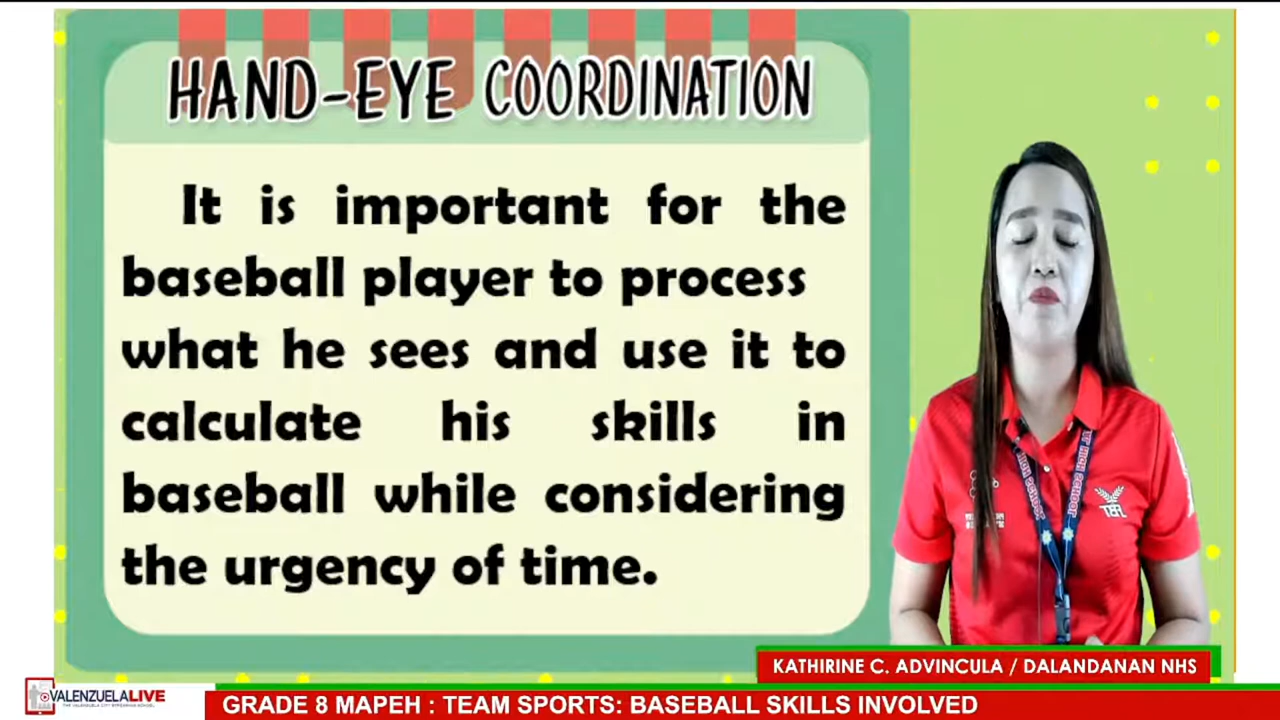 HAND-EYE COORDINATION
It is important for the
baseball player to process
what he sees and use it to
calculate his skills in
baseball while considering
the urgency of time.
KATHIRINE C. ADVINCULA / DALANDANAN NHS
VALENZUELALIVE
GRADE 8 MAPEH : TEAM SPORTS: BASEBALL SKILLS INVOLVED